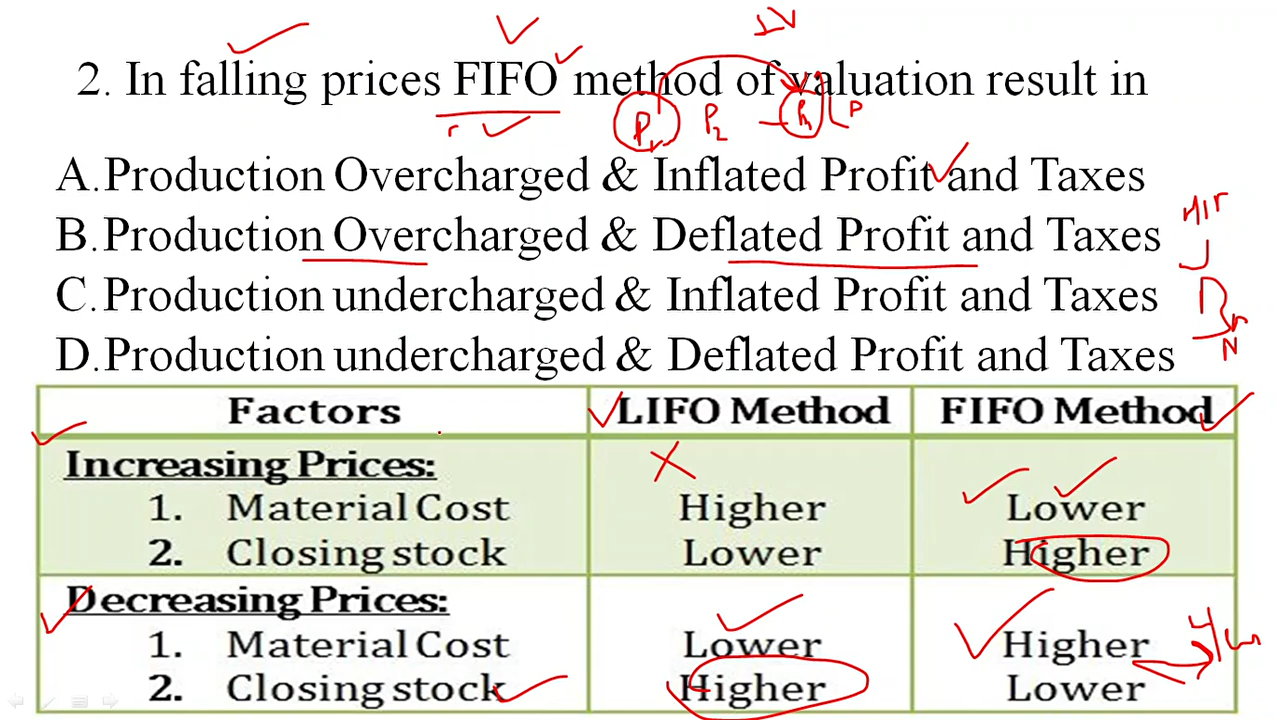 2. In falling prices FIFO method of valuation result in
P₁ P₂ P₃ P
A.Production Overcharged & Inflated Profit and Taxes
B.Production Overcharged & Deflated Profit and Taxes
C.Production undercharged & Inflated Profit and Taxes
D.Production undercharged & Deflated Profit and Taxes
Factors LIFO Method FIFO Method
Increasing Prices:
1. Material Cost Higher Lower
2. Closing stock Lower Higher
Decreasing Prices:
1. Material Cost Lower Higher
2. Closing stock Higher Lower